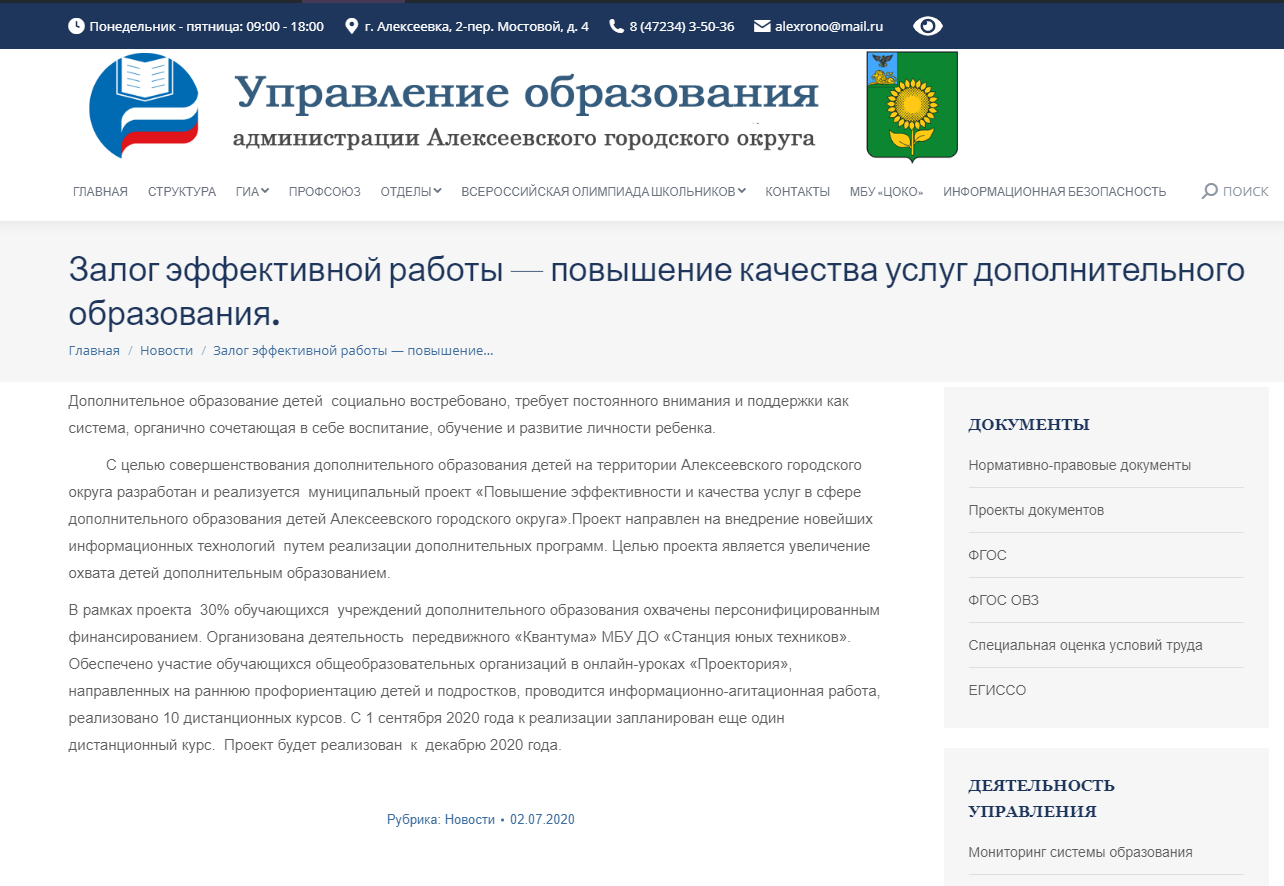 Понедельник - пятница: 09:00 - 18:00 г. Алексеевка, 2-пер. Мостовой, д. 4 8 (47234) 3-50-36 alexrono@mail.ru
Управление образования
администрации Алексеевского городского округа
ГЛАВНАЯ СТРУКТУРА ГИА ПРОФСОЮЗ ОТДЕЛЫ ВСЕРОССИЙСКАЯ ОЛИМПИАДА ШКОЛЬНИКОВ КОНТАКТЫ МБУ «ЦОКО» ИНФОРМАЦИОННАЯ БЕЗОПАСНОСТЬ ПОИСК
Залог эффективной работы — повышение качества услуг дополнительного
образования.
Главная / Новости / Залог эффективной работы — повышение...
Дополнительное образование детей социально востребовано, требует постоянного внимания и поддержки как
система, органично сочетающая в себе воспитание, обучение и развитие личности ребенка.
С целью совершенствования дополнительного образования детей на территории Алексеевского городского
округа разработан и реализуется муниципальный проект «Повышение эффективности и качества услуг в сфере
дополнительного образования детей Алексеевского городского округа».Проект направлен на внедрение новейших
информационных технологий путем реализации дополнительных программ. Целью проекта является увеличение
охвата детей дополнительным образованием.
В рамках проекта 30% обучающихся учреждений дополнительного образования охвачены персонифицированным
финансированием. Организована деятельность передвижного «Квантума» МБУ ДО «Станция юных техников».
Обеспечено участие обучающихся общеобразовательных организаций в онлайн-уроках «Проектория»,
направленных на раннюю профориентацию детей и подростков, проводится информационно-агитационная работа,
реализовано 10 дистанционных курсов. С 1 сентября 2020 года к реализации запланирован еще один
дистанционный курс. Проект будет реализован к декабрю 2020 года.
Рубрика: Новости • 02.07.2020
ДОКУМЕНТЫ
Нормативно-правовые документы
Проекты документов
ФГОС
ФГОС ОВЗ
Специальная оценка условий труда
ЕГИССО
ДЕЯТЕЛЬНОСТЬ
УПРАВЛЕНИЯ
Мониторинг системы образования